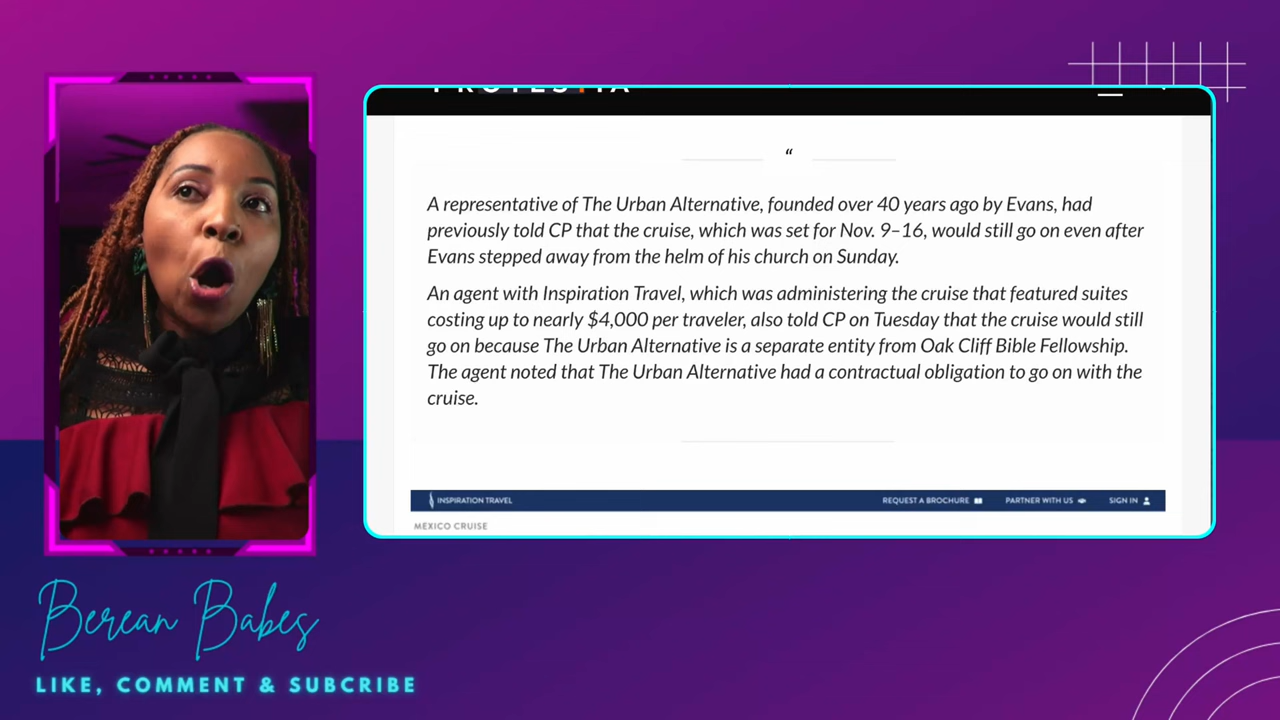 “
A representative of The Urban Alternative, founded over 40 years ago by Evans, had
previously told CP that the cruise, which was set for Nov. 9–16, would still go on even after
Evans stepped away from the helm of his church on Sunday.
An agent with Inspiration Travel, which was administering the cruise that featured suites
costing up to nearly $4,000 per traveler, also told CP on Tuesday that the cruise would still
go on because The Urban Alternative is a separate entity from Oak Cliff Bible Fellowship.
The agent noted that The Urban Alternative had a contractual obligation to go on with the
cruise.
INSPIRATION TRAVEL REQUEST A BROCHURE PARTNER WITH US SIGN IN
MEXICO CRUISE
Berean Babes
LIKE, COMMENT & SUBCRIBE